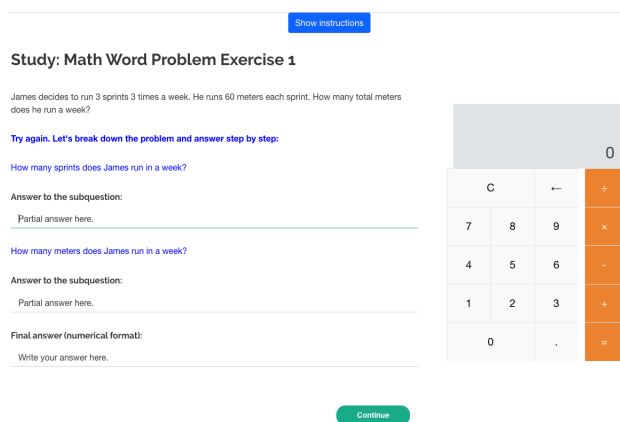 Show instructions
Study: Math Word Problem Exercise 1
James decides to run 3 sprints 3 times a week. He runs 60 meters each sprint. How many total meters
does he run a week?
Try again. Let's break down the problem and answer step by step:
How many sprints does James run in a week?
Answer to the subquestion:
Partial answer here.
How many meters does James run in a week?
Answer to the subquestion:
Partial answer here.
Final answer (numerical format):
Write your answer here.
Continue
0
C ← ÷
7 8 9 ×
4 5 6 -
1 2 3 +
0 . =